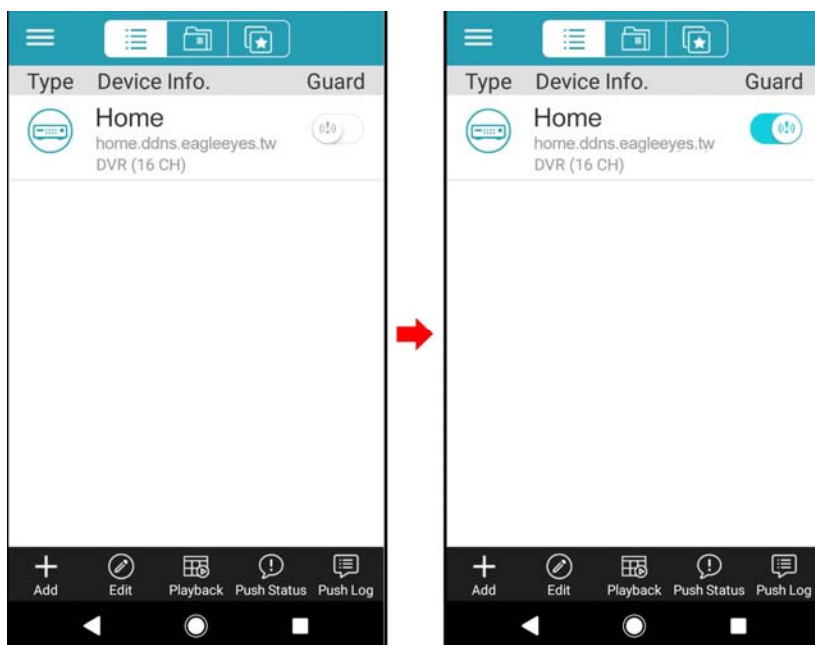 Type Device Info. Guard
Home
home.ddns.eagleeyes.tw
DVR (16 CH)
Add Edit Playback Push Status Push Log
Type Device Info. Guard
Home
home.ddns.eagleeyes.tw
DVR (16 CH)
Add Edit Playback Push Status Push Log